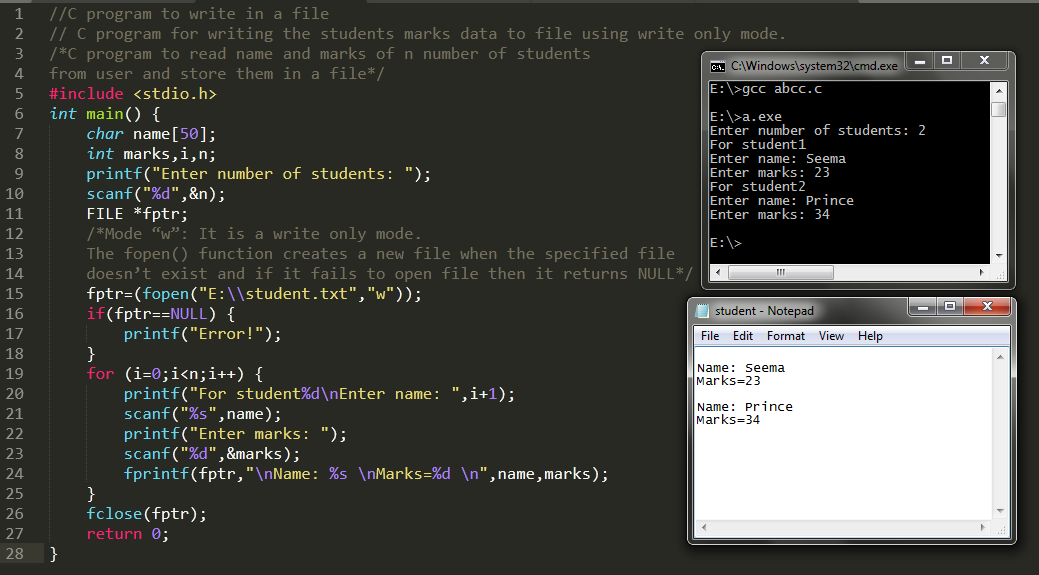 1 //C program to write in a file
2 // C program for writing the students marks data to file using write only mode.
3 /*C program to read name and marks of n number of students
4 from user and store them in a file*/
5 #include <stdio.h>
6 int main() {
7 char name[50];
8 int marks,i,n;
9 printf("Enter number of students: ");
10 scanf("%d",&n);
11 FILE *fptr;
12 /*Mode “w”: It is a write only mode.
13 The fopen() function creates a new file when the specified file
14 doesn’t exist and if it fails to open file then it returns NULL*/
15 fptr=(fopen("E:\\student.txt","w"));
16 if(fptr==NULL) {
17 printf("Error!");
18 }
19 for (i=0;i<n;i++) {
20 printf("For student%d\nEnter name: ",i+1);
21 scanf("%s",name);
22 printf("Enter marks: ");
23 scanf("%d",&marks);
24 fprintf(fptr,"\nName: %s \nMarks=%d \n",name,marks);
25 }
26 fclose(fptr);
27 return 0;
28 }
C:\Windows\system32\cmd.exe
E:\>gcc abcc.c
E:\>a.exe
Enter number of students: 2
For student1
Enter name: Seema
Enter marks: 23
For student2
Enter name: Prince
Enter marks: 34
E:\>
student - Notepad
File Edit Format View Help
Name: Seema
Marks=23
Name: Prince
Marks=34